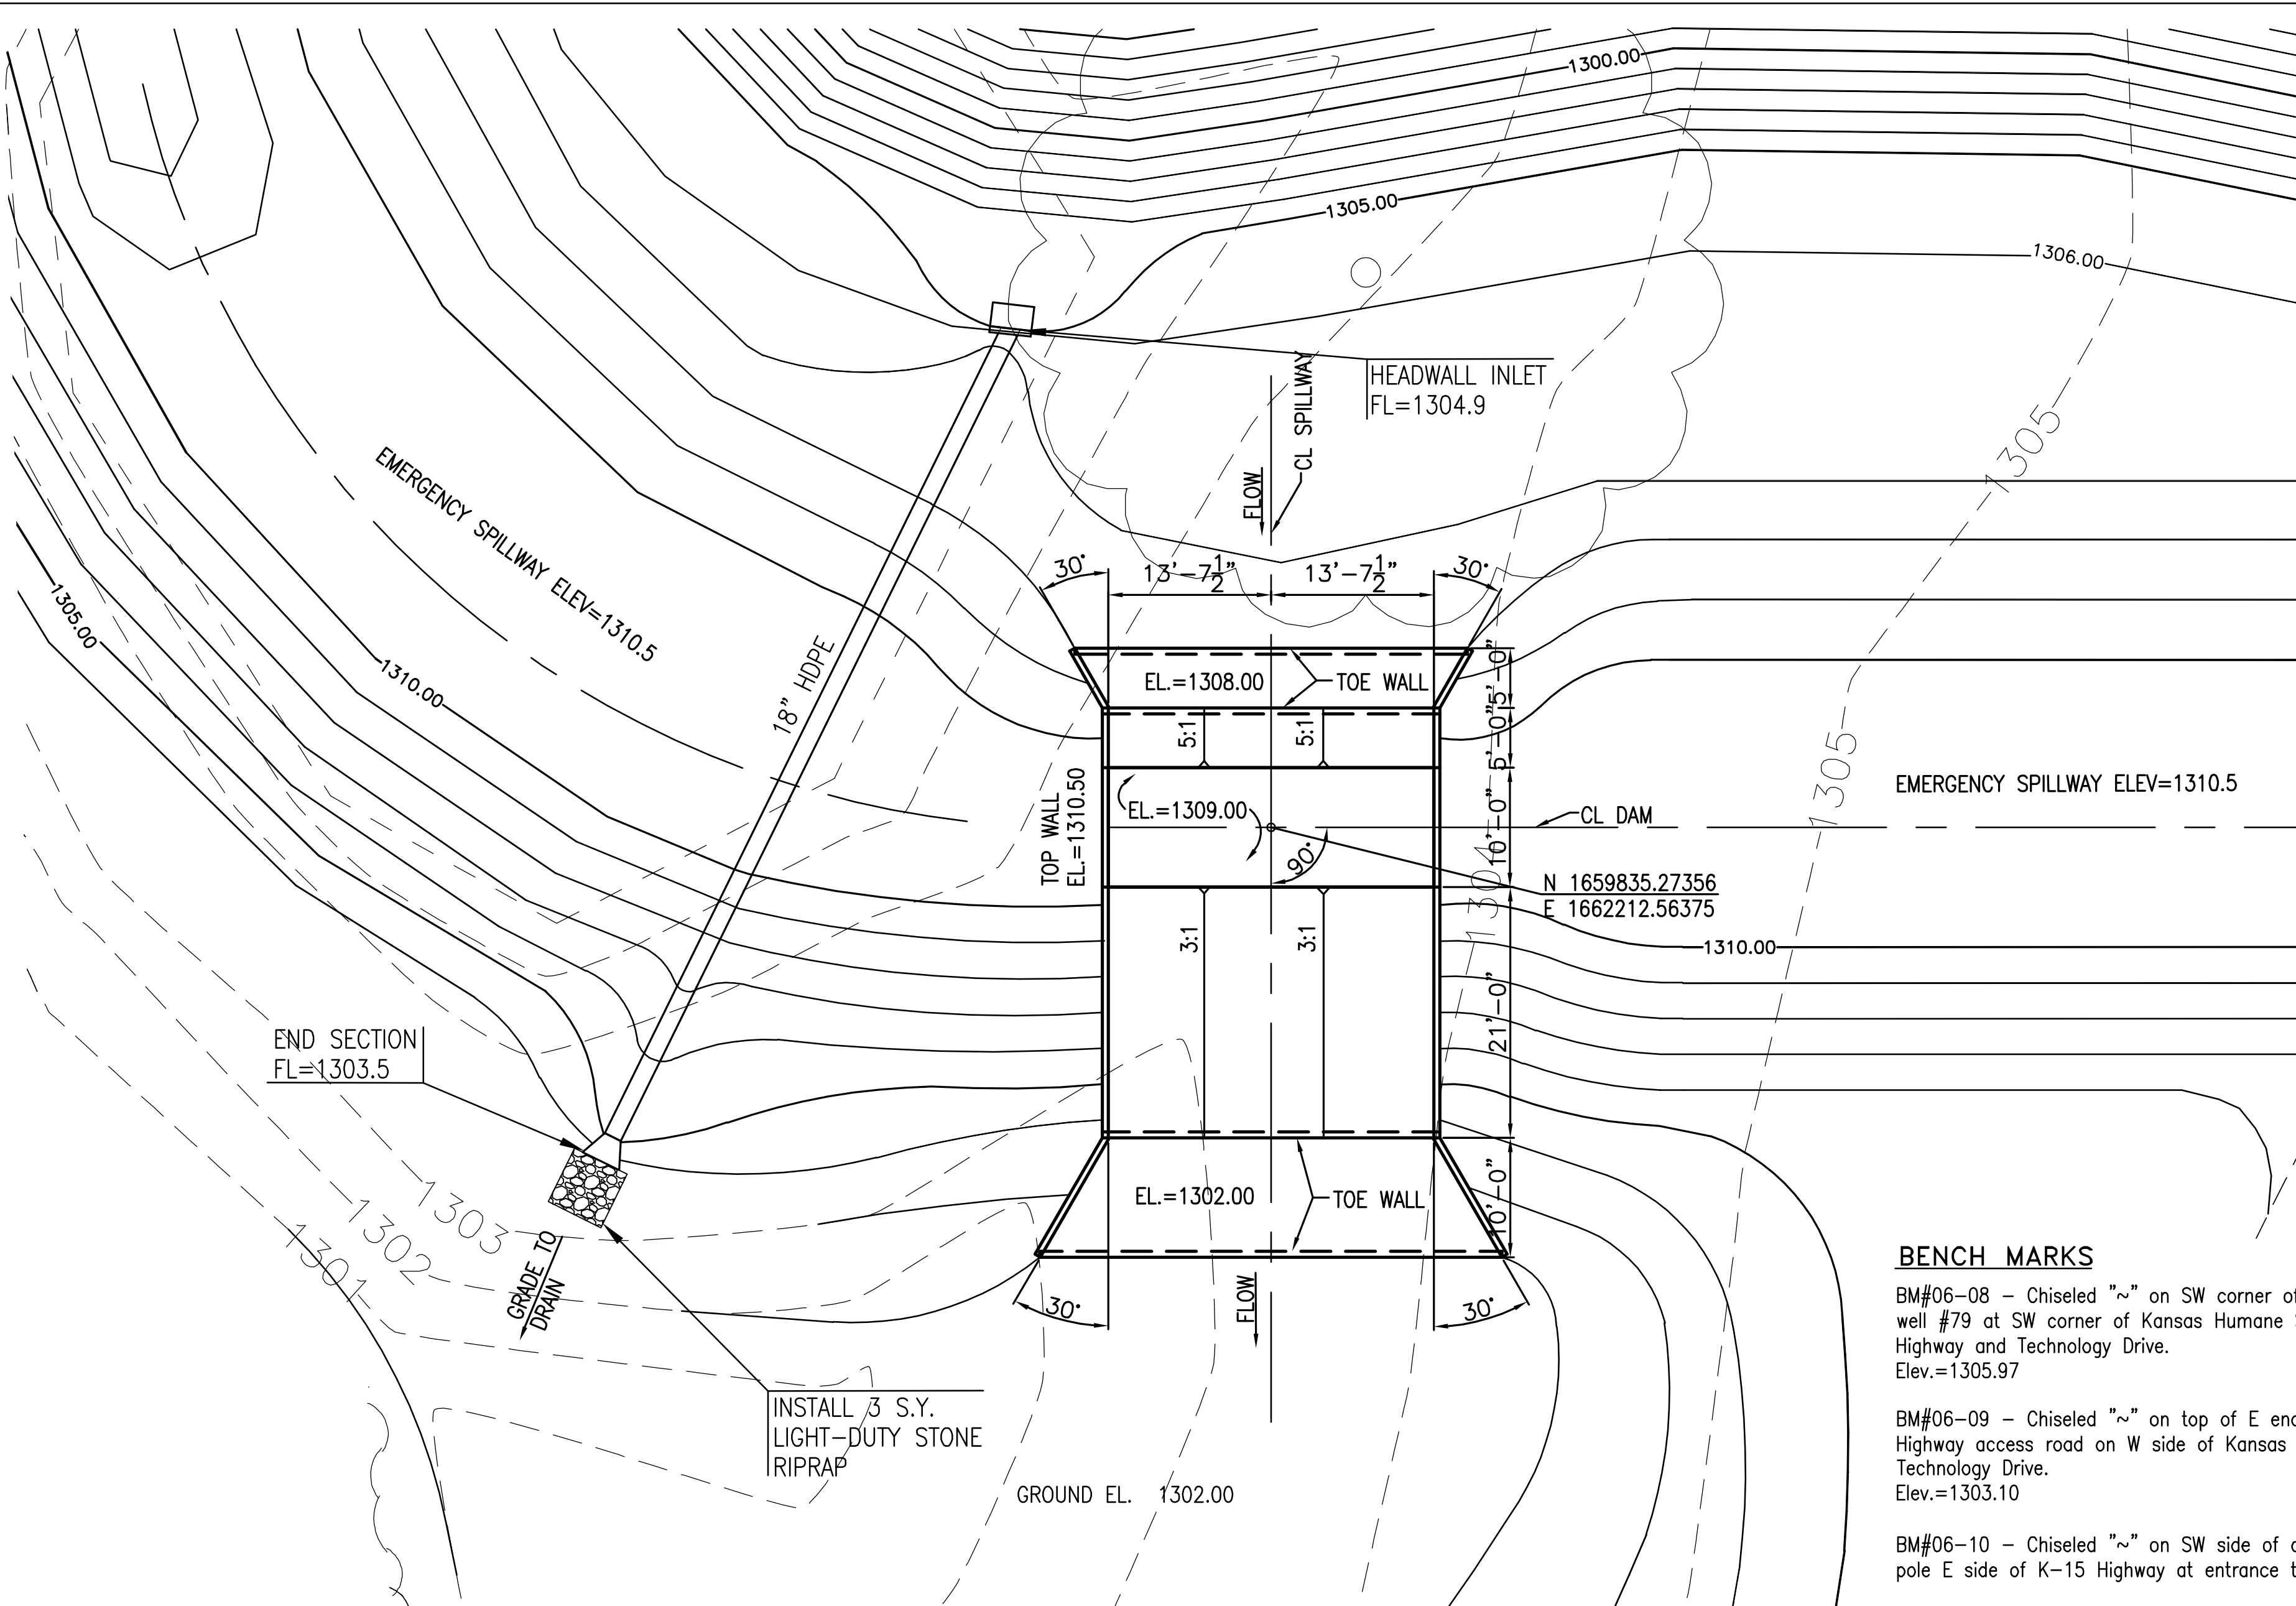 1300.00
1305.00
1306.00
HEADWALL INLET
FL=1304.9
CL SPILLWAY
FLOW
1305
EMERGENCY SPILLWAY ELEV=1310.5
30°
13'-7½"
13'-7½"
30°
1305.00
1310.00
18" HDPE
EL.=1308.00
TOE WALL
5'-0"
5:1
5:1
5'-0"
1305
EMERGENCY SPILLWAY ELEV=1310.5
TOP WALL
EL.=1310.50
EL.=1309.00
CL DAM
10'-0"
90°
1304
N 1659835.27356
E 1662212.56375
3:1
3:1
1310.00
21'-0"
END SECTION
FL=1303.5
EL.=1302.00
TOE WALL
10'-0"
1303
1302
1301
GRADE TO
DRAIN
30°
FLOW
30°
INSTALL 3 S.Y.
LIGHT-DUTY STONE
RIPRAP
GROUND EL. 1302.00
BENCH MARKS
BM#06-08 - Chiseled "~" on SW corner of
well #79 at SW corner of Kansas Humane
Highway and Technology Drive.
Elev.=1305.97
BM#06-09 - Chiseled "~" on top of E end
Highway access road on W side of Kansas
Technology Drive.
Elev.=1303.10
BM#06-10 - Chiseled "~" on SW side of
pole E side of K-15 Highway at entrance